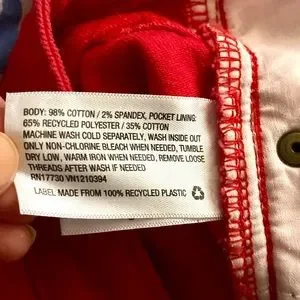 BODY: 98% COTTON / 2% SPANDEX, POCKET LINING:
65% RECYCLED POLYESTER / 35% COTTON
MACHINE WASH COLD SEPARATELY, WASH INSIDE OUT
ONLY NON-CHLORINE BLEACH WHEN NEEDED, TUMBLE
DRY LOW, WARM IRON WHEN NEEDED, REMOVE LOOSE
THREADS AFTER WASH IF NEEDED
RN17730 VN1210394
LABEL MADE FROM 100% RECYCLED PLASTIC